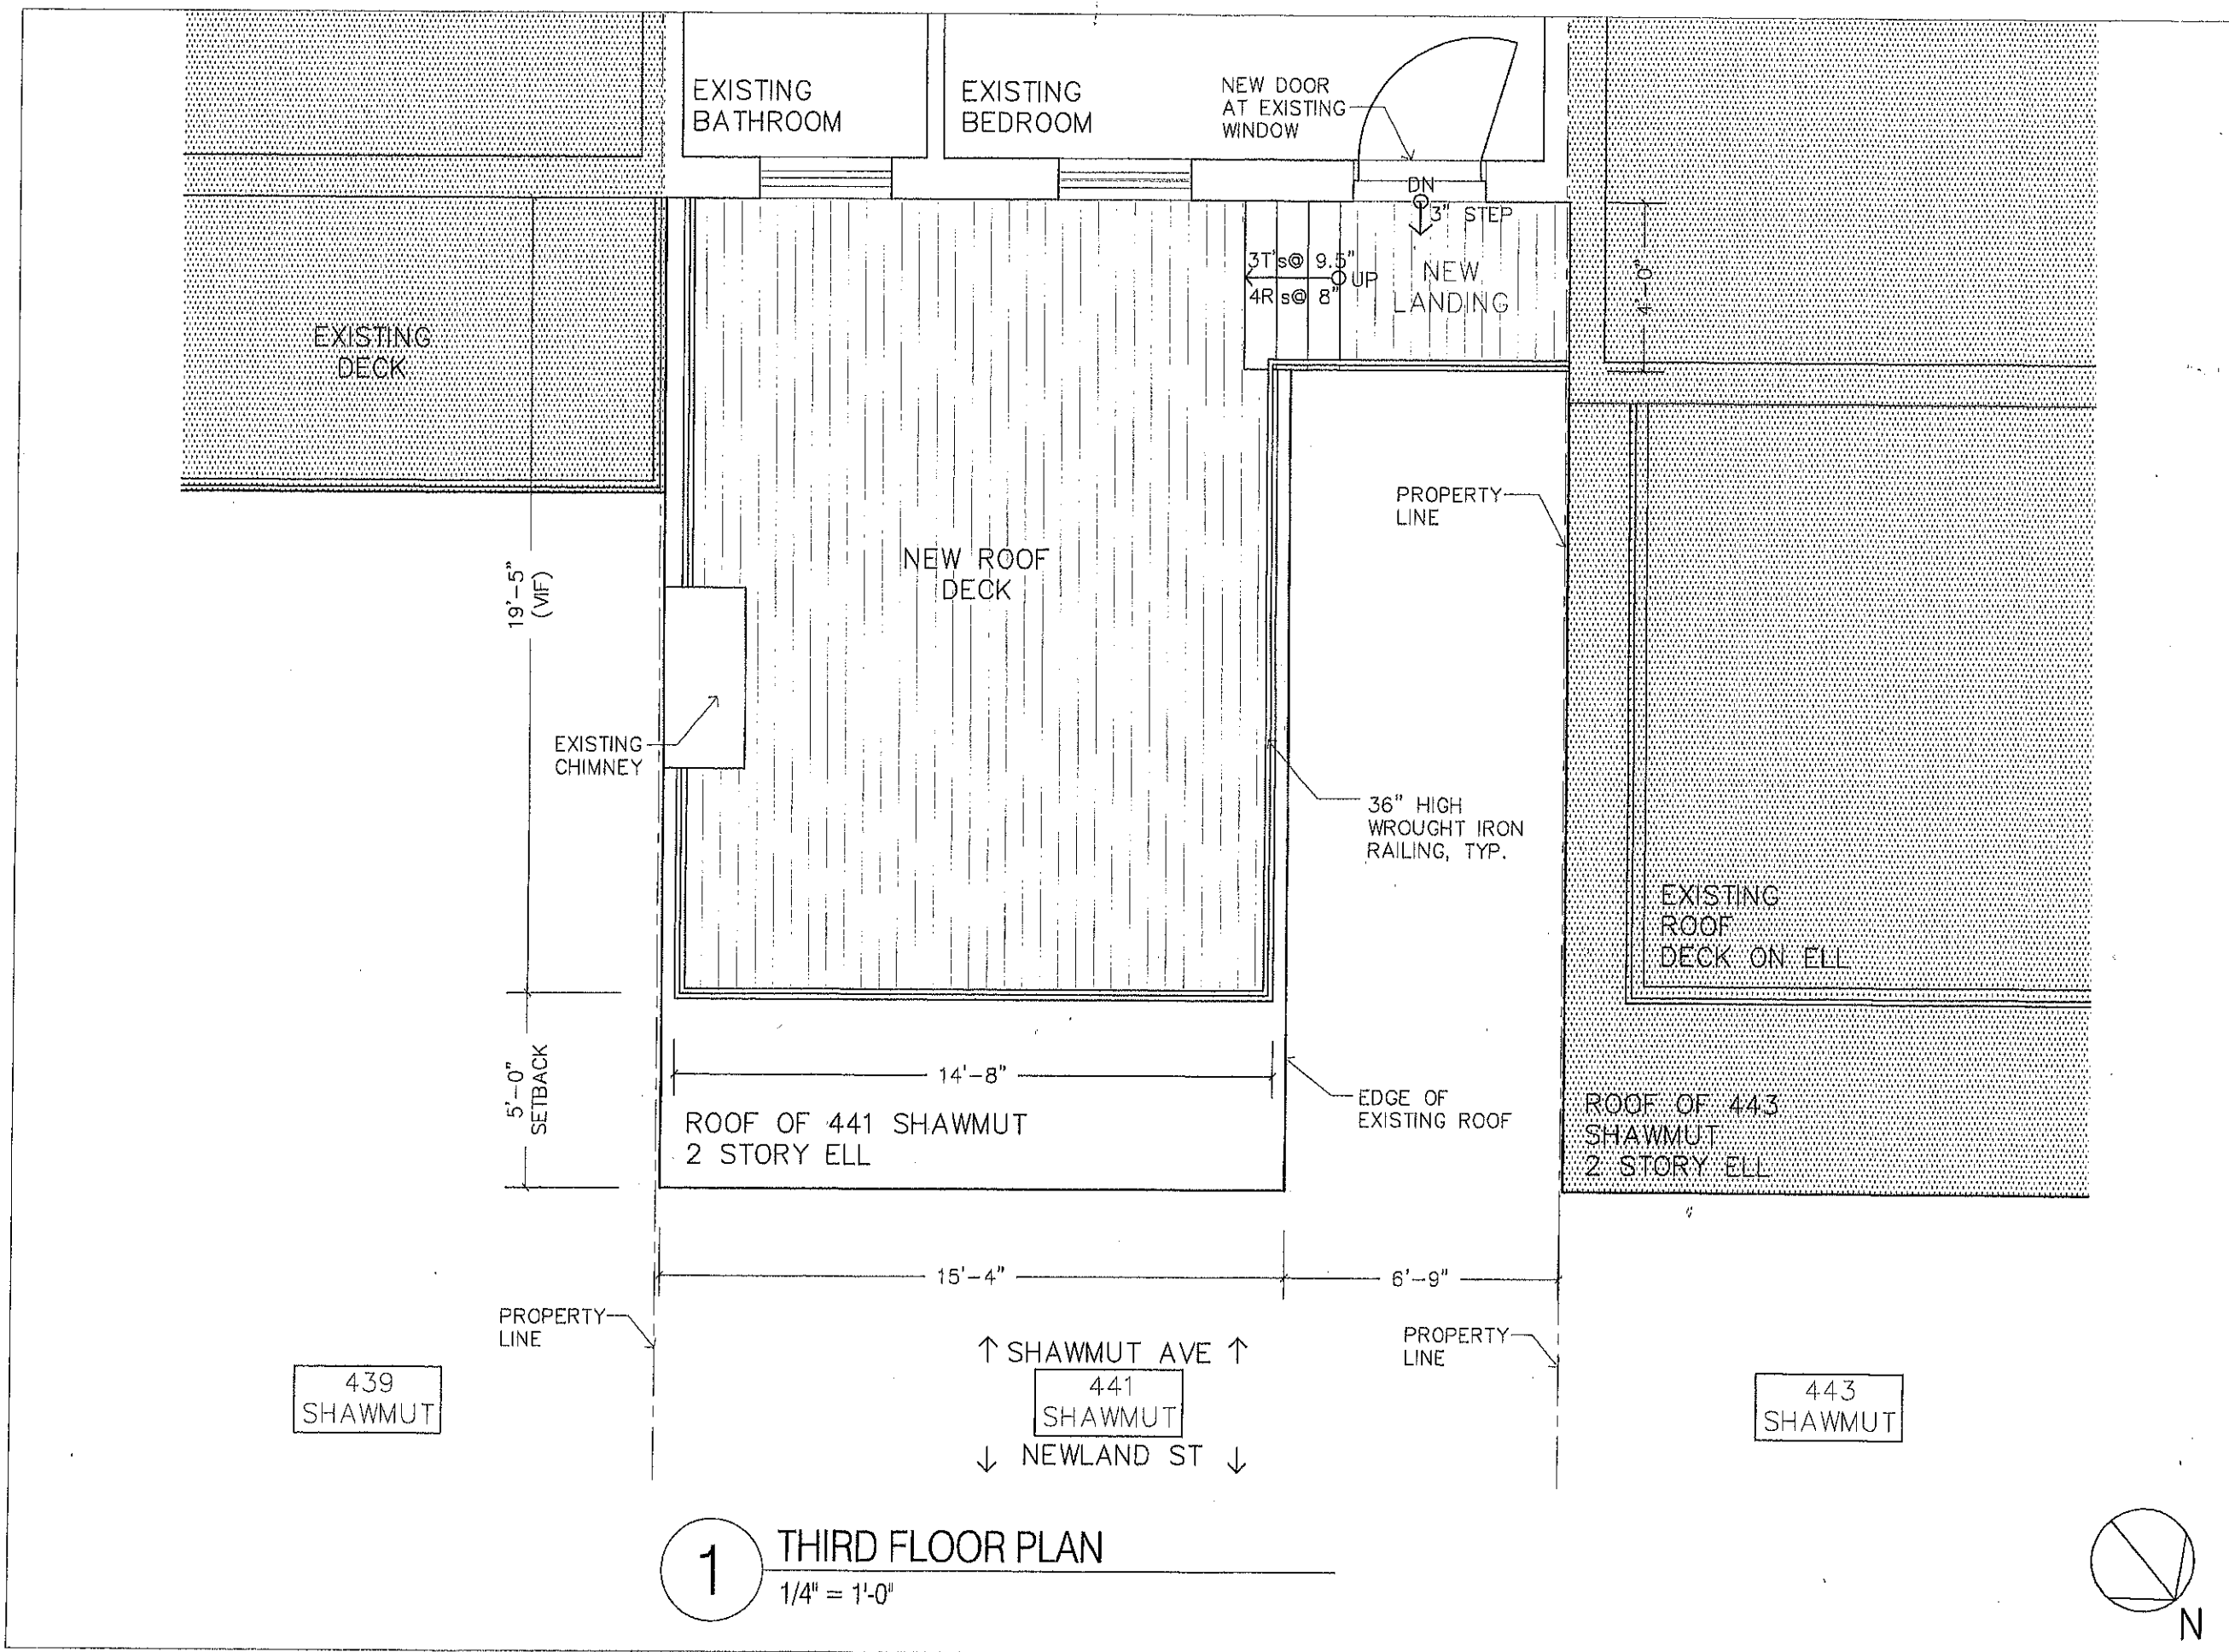 EXISTING
BATHROOM
EXISTING
BEDROOM
NEW DOOR
AT EXISTING
WINDOW
DN
3" STEP
3T's@ 9.5"
4R's@ 8"
UP
NEW
LANDING
4'-0"
EXISTING
DECK
PROPERTY
LINE
NEW ROOF
DECK
19'-5"
(VIF)
EXISTING
CHIMNEY
36" HIGH
WROUGHT IRON
RAILING, TYP.
EXISTING
ROOF
DECK ON ELL
5'-0"
SETBACK
14'-8"
ROOF OF 441 SHAWMUT
2 STORY ELL
EDGE OF
EXISTING ROOF
ROOF OF 443
SHAWMUT
2 STORY ELL
15'-4"
6'-9"
PROPERTY
LINE
PROPERTY
LINE
↑ SHAWMUT AVE ↑
439
SHAWMUT
441
SHAWMUT
443
SHAWMUT
↓ NEWLAND ST ↓
1
THIRD FLOOR PLAN
1/4" = 1'-0"
N